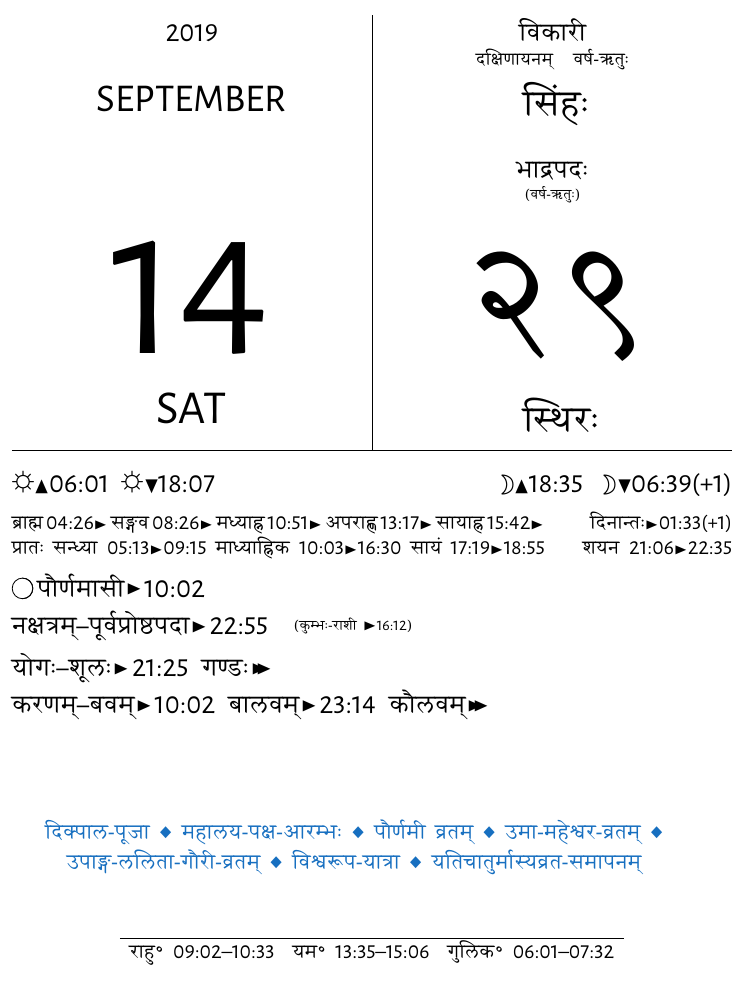 2019
SEPTEMBER
14
SAT
विकारी
दक्षिणायनम् वर्ष-ऋतुः
सिंहः
भाद्रपदः
(वर्ष-ऋतुः)
२९
स्थिरः
☼▲06:01 ☼▼18:07 ☽▲18:35 ☽▼06:39(+1)
ब्राह्म 04:26► सङ्गव 08:26► मध्याह्न 10:51► अपराह्ण 13:17► सायाह्न 15:42► दिनान्तः►01:33(+1)
प्रातः सन्ध्या 05:13►09:15 माध्याह्निक 10:03►16:30 सायं 17:19►18:55 शयन 21:06►22:35
○पौर्णमासी►10:02
नक्षत्रम्–पूर्वप्रोष्ठपदा► 22:55 (कुम्भः-राशी ►16:12)
योगः–शूलः► 21:25 गण्डः►►
करणम्–बवम्►10:02 बालवम्►23:14 कौलवम्►►
दिक्पाल-पूजा ◆ महालय-पक्ष-आरम्भः ◆ पौर्णमी व्रतम् ◆ उमा-महेश्वर-व्रतम् ◆
उपाङ्ग-ललिता-गौरी-व्रतम् ◆ विश्वरूप-यात्रा ◆ यतिचातुर्मास्यव्रत-समापनम्
राहु॰ 09:02–10:33 यम॰ 13:35–15:06 गुलिक॰ 06:01–07:32